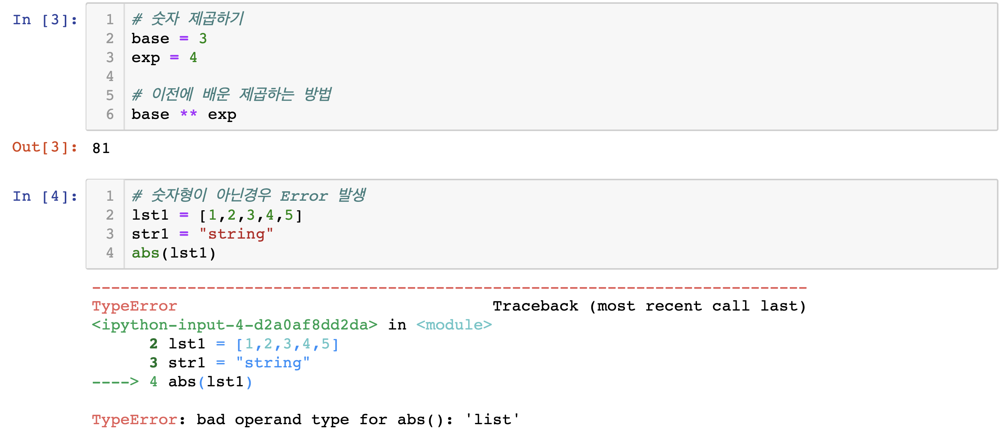 In [3]:
1 # 숫자 제곱하기
2 base = 3
3 exp = 4
4
5 # 이전에 배운 제곱하는 방법
6 base ** exp
Out[3]: 81
In [4]:
1 # 숫자형이 아닌경우 Error 발생
2 lst1 = [1,2,3,4,5]
3 str1 = "string"
4 abs(lst1)
---------------------------------------------------------------------------
TypeError                                 Traceback (most recent call last)
<ipython-input-4-d2a0af8dd2da> in <module>
      2 lst1 = [1,2,3,4,5]
      3 str1 = "string"
----> 4 abs(lst1)
TypeError: bad operand type for abs(): 'list'